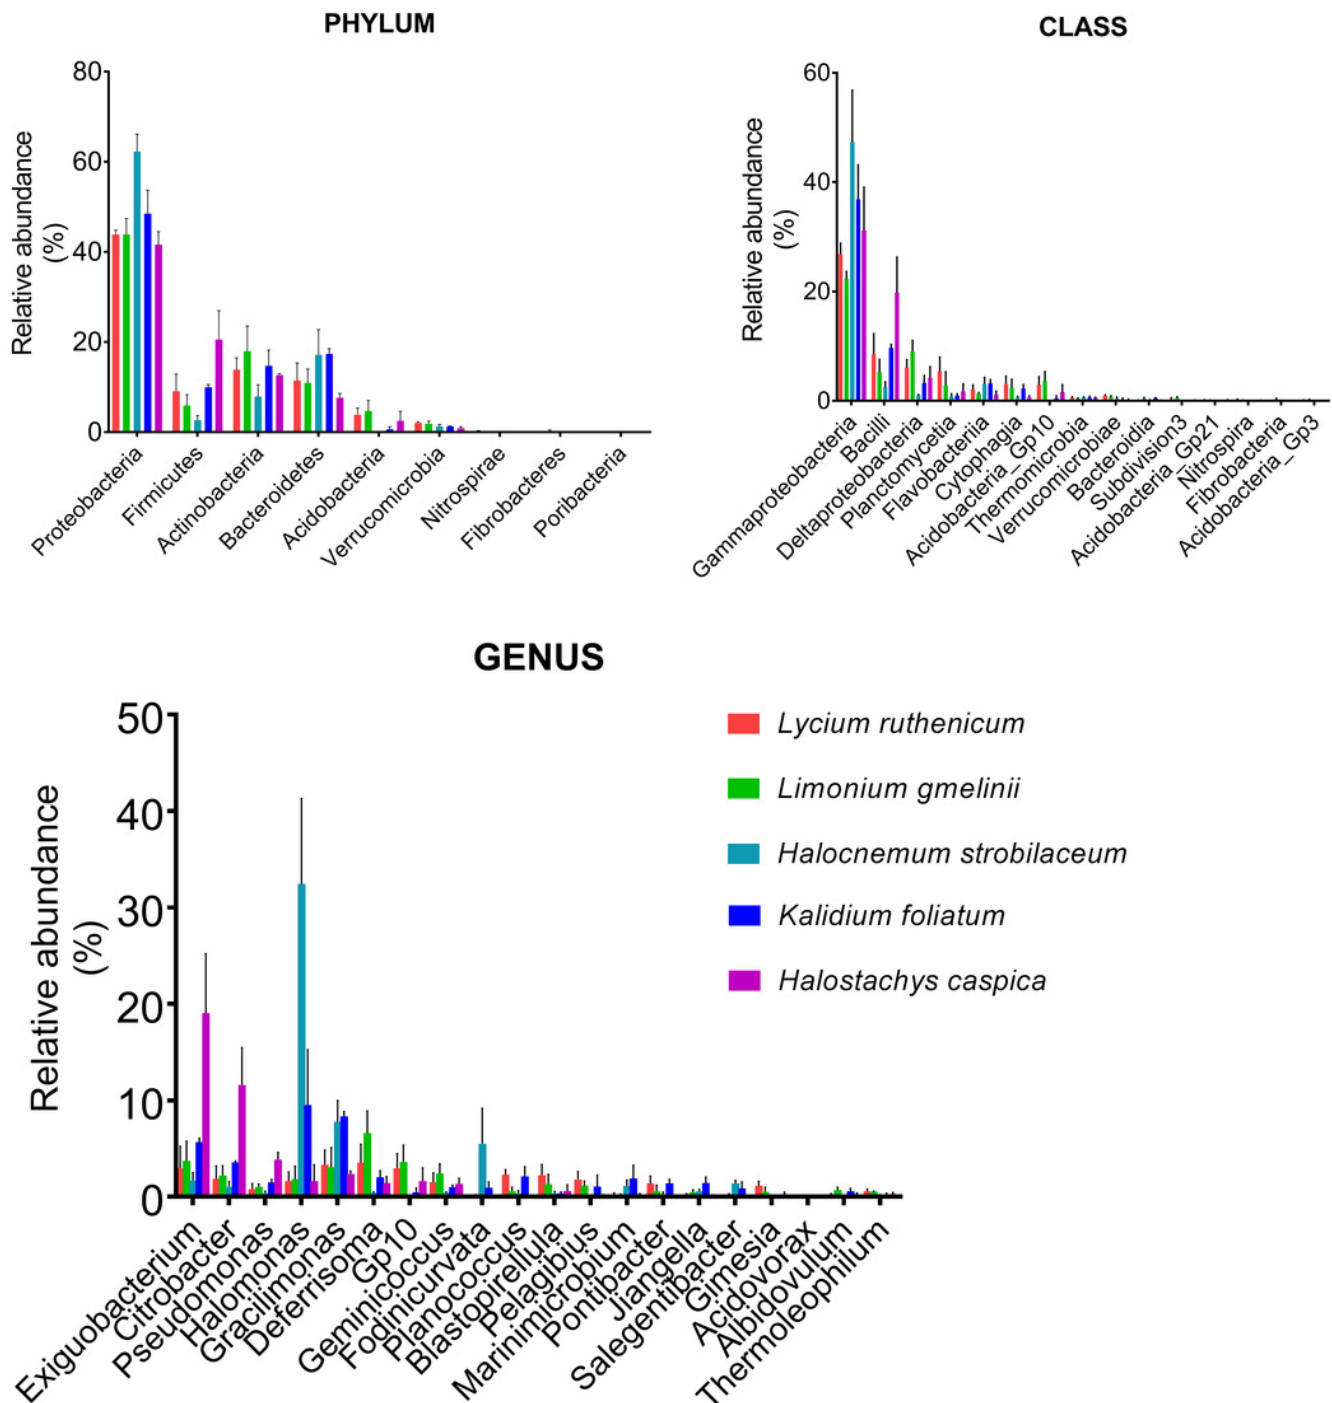 PHYLUM
Relative abundance
(%)
80
60
40
20
0
Proteobacteria
Firmicutes
Actinobacteria
Bacteroidetes
Acidobacteria
Verrucomicrobia
Nitrospirae
Fibrobacteres
Poribacteria
CLASS
Relative abundance
(%)
60
40
20
0
Gammaproteobacteria
Bacilli
Deltaproteobacteria
Planctomycetia
Flavobacteriia
Cytophagia
Acidobacteria_Gp10
Thermomicrobia
Verrucomicrobiae
Bacteroidia
Subdivision3
Acidobacteria_Gp21
Nitrospira
Fibrobacteria
Acidobacteria_Gp3
GENUS
Relative abundance
(%)
50
40
30
20
10
0
Exiguobacterium
Citrobacter
Pseudomonas
Halomonas
Gracilimonas
Deferrisoma
Gp10
Geminicoccus
Fodinicurvata
Planococcus
Blastopirellula
Pelagibius
Marinimicrobium
Pontibacter
Jiangella
Salegentibacter
Gimesia
Acidovorax
Albidovulum
Thermoleophilum
Lycium ruthenicum
Limonium gmelinii
Halocnemum strobilaceum
Kalidium foliatum
Halostachys caspica